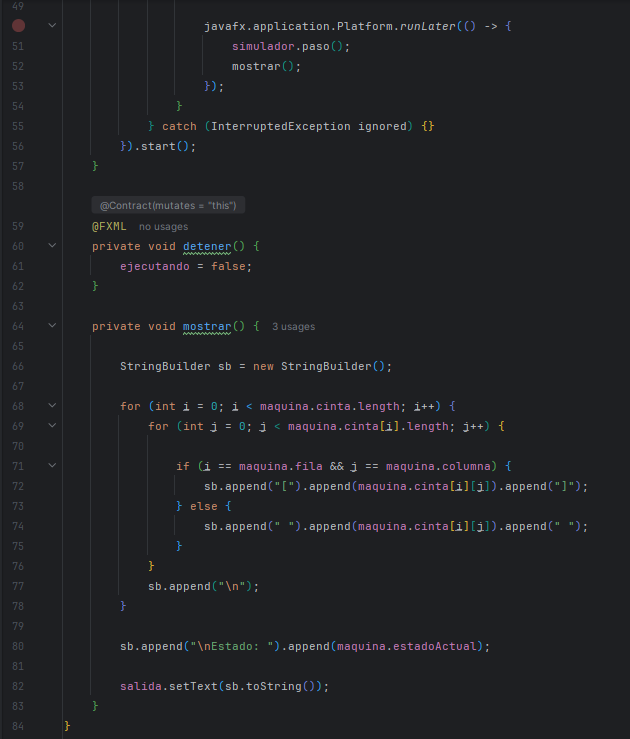 49
javafx.application.Platform.runLater(() -> {
51 simulador.paso();
52 mostrar();
53 });
54 }
55 } catch (InterruptedException ignored) {}
56 }).start();
57 }
58
@Contract(mutates = "this")
59 @FXML no usages
60 private void detener() {
61 ejecutando = false;
62 }
63
64 private void mostrar() { 3 usages
65
66 StringBuilder sb = new StringBuilder();
67
68 for (int i = 0; i < maquina.cinta.length; i++) {
69 for (int j = 0; j < maquina.cinta[i].length; j++) {
70
71 if (i == maquina.fila && j == maquina.columna) {
72 sb.append("[").append(maquina.cinta[i][j]).append("]");
73 } else {
74 sb.append(" ").append(maquina.cinta[i][j]).append(" ");
75 }
76 }
77 sb.append("\n");
78 }
79
80 sb.append("\nEstado: ").append(maquina.estadoActual);
81
82 salida.setText(sb.toString());
83 }
84 }